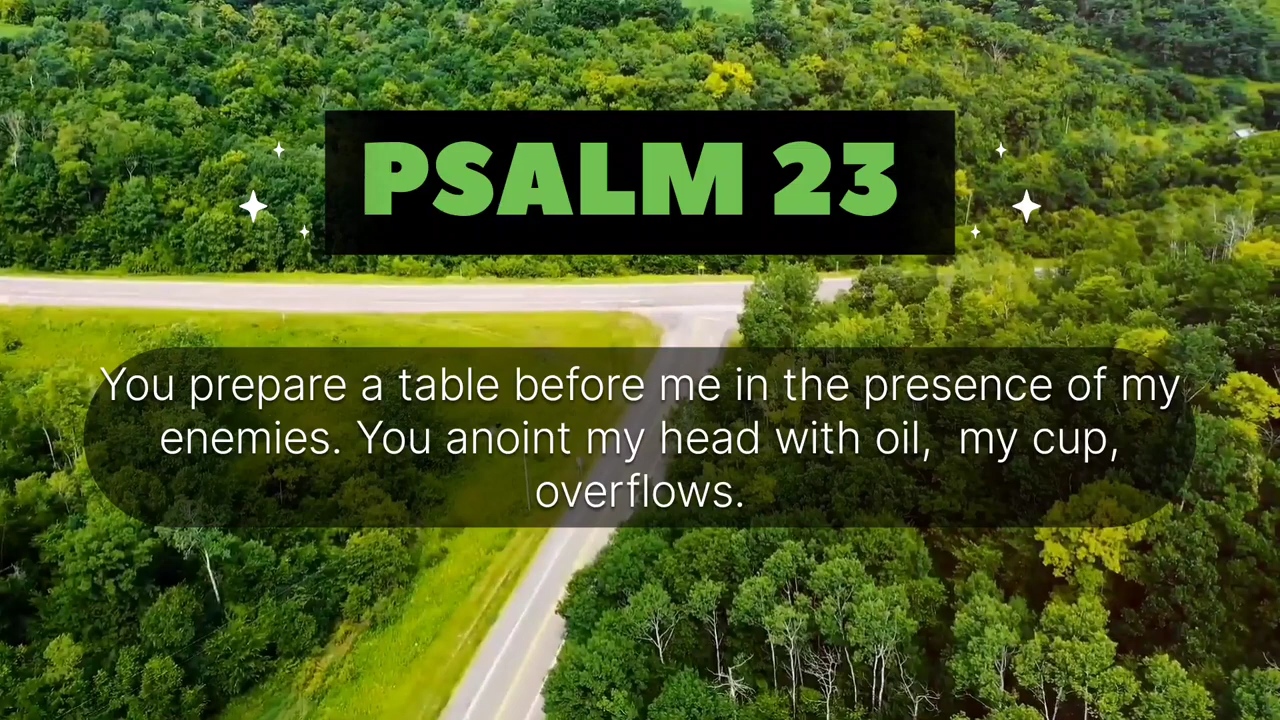 PSALM 23
You prepare a table before me in the presence of my
enemies. You anoint my head with oil,  my cup,
overflows.